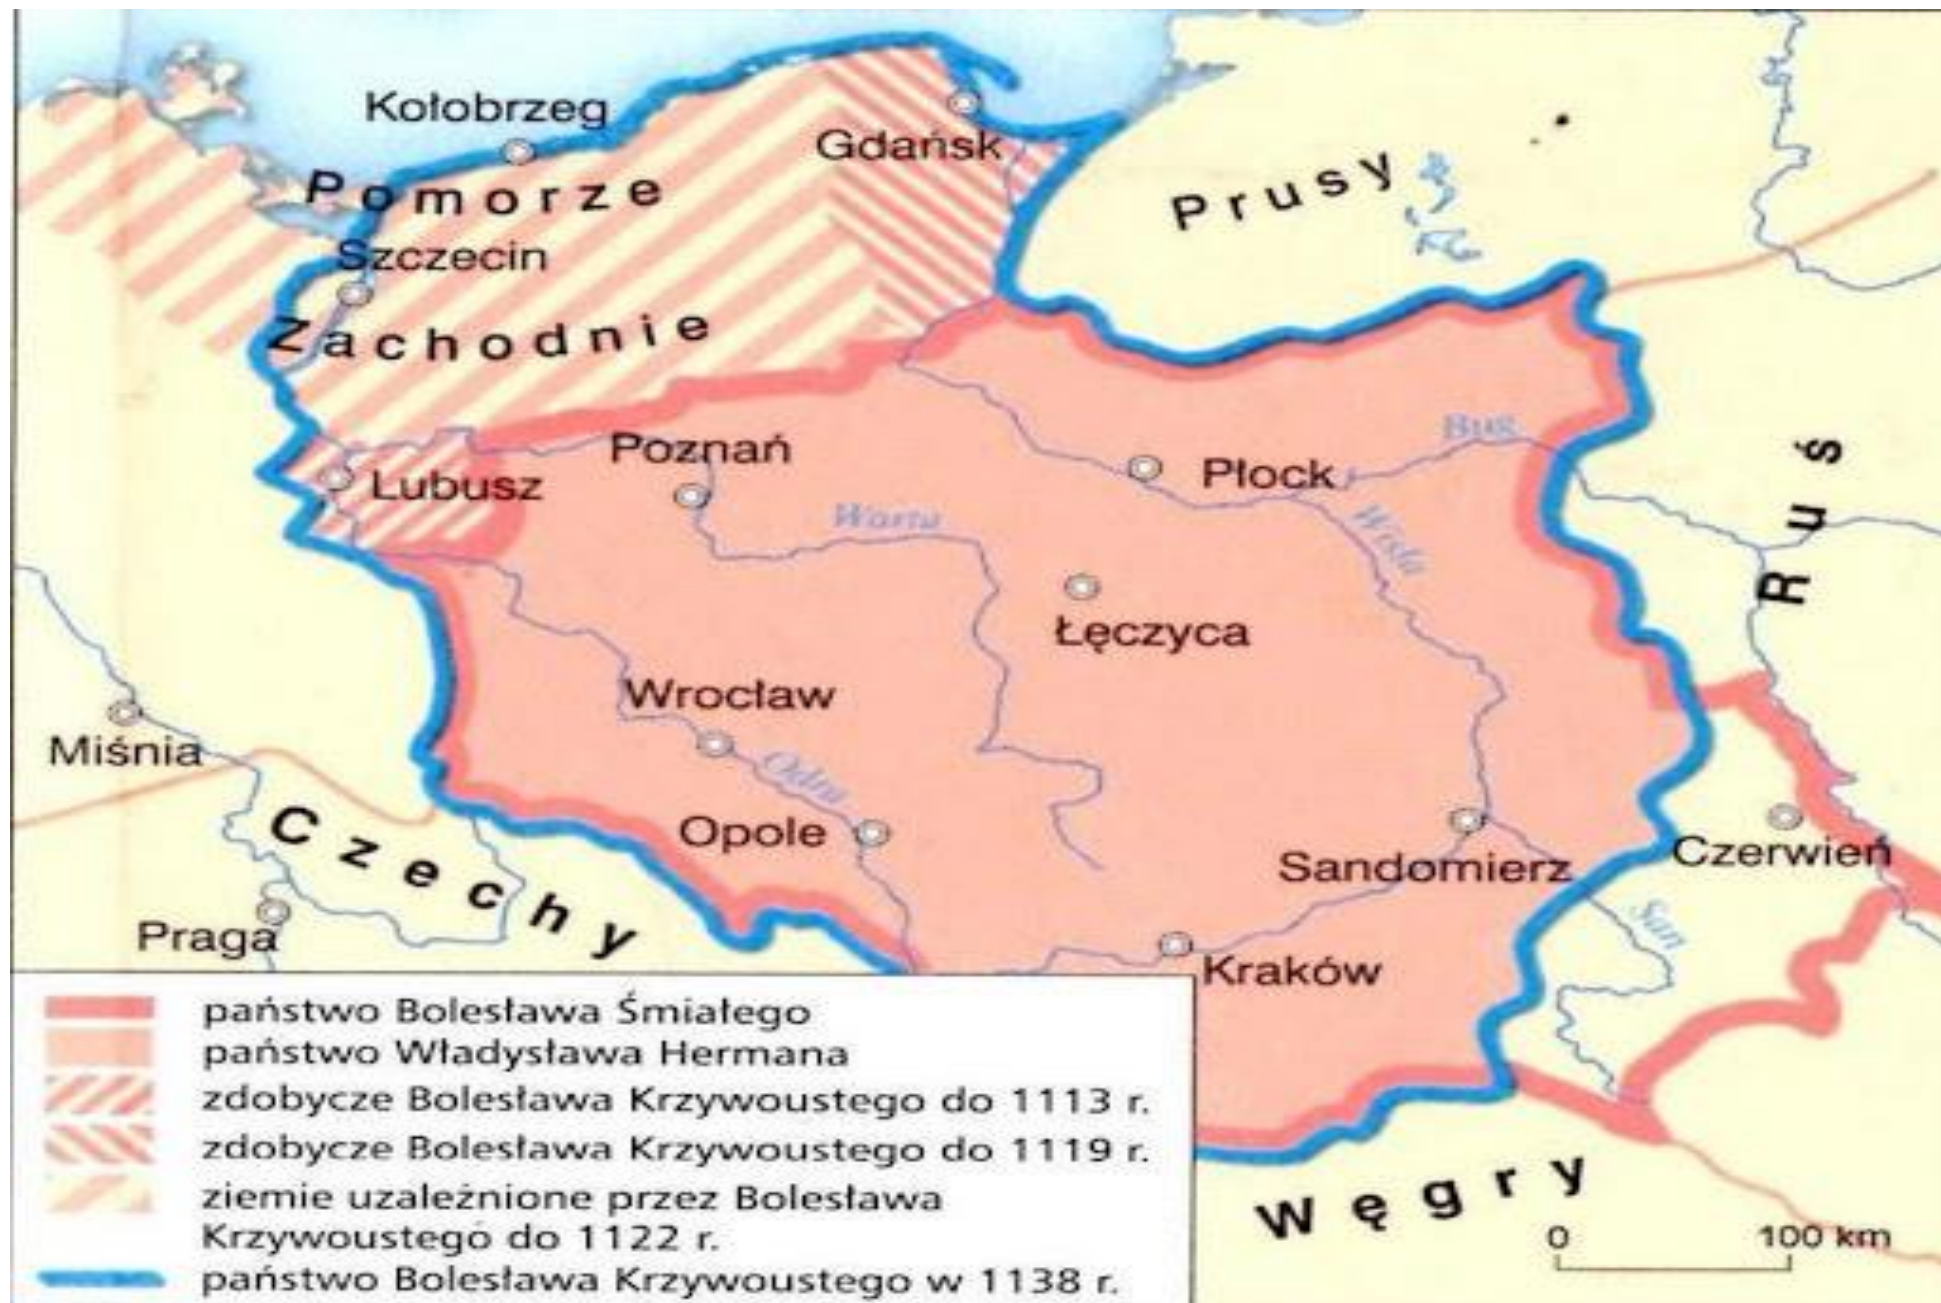 Kołobrzeg
Gdańsk
Pomorze
Prusy
Szczecin
Zachodnie
Poznań
Bug
Lubusz
Płock
Ruś
Warta
Wisła
Łęczyca
Wrocław
Miśnia
Odra
Czechy
Opole
Sandomierz
Czerwień
San
Praga
Kraków
państwo Bolesława Śmiałego
państwo Władysława Hermana
zdobycze Bolesława Krzywoustego do 1113 r.
zdobycze Bolesława Krzywoustego do 1119 r.
ziemie uzależnione przez Bolesława
Krzywoustego do 1122 r.
państwo Bolesława Krzywoustego w 1138 r.
Węgry
0 100 km